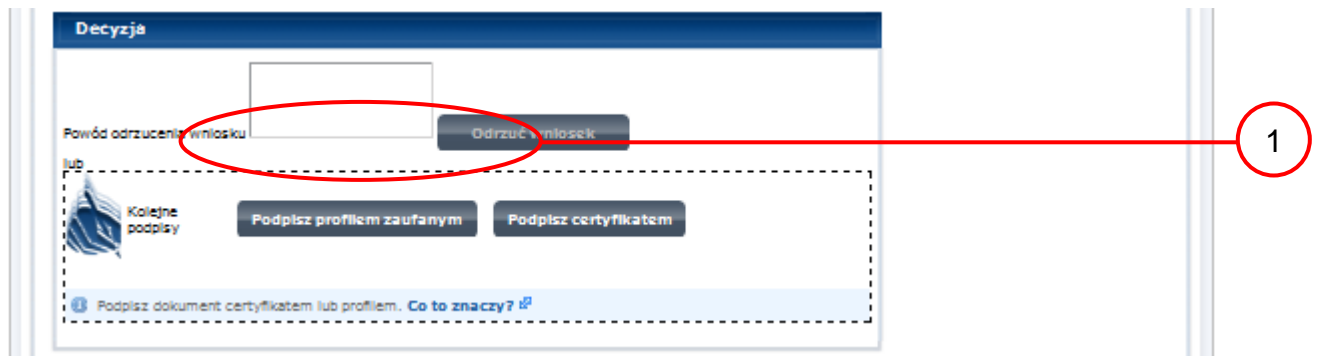 Decyzja
Powód odrzucenia wniosku
Odrzuć wniosek
1
lub
Kolejne
podpisy
Podpisz profilem zaufanym
Podpisz certyfikatem
Podpisz dokument certyfikatem lub profilem. Co to znaczy?